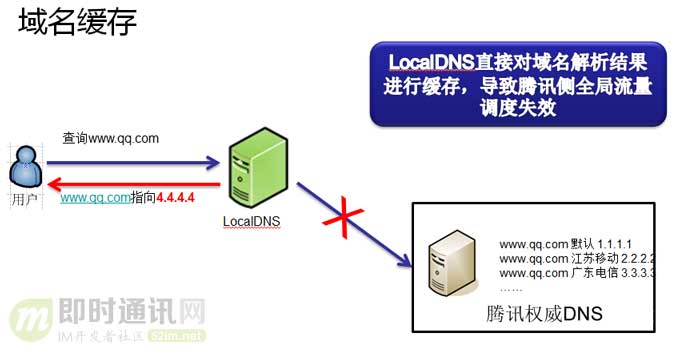 域名缓存
LocalDNS直接对域名解析结果
进行缓存，导致腾讯侧全局流量
调度失效
查询www.qq.com
用户
www.qq.com指向4.4.4.4
LocalDNS
www.qq.com 默认 1.1.1.1
www.qq.com 江苏移动 2.2.2.2
www.qq.com 广东电信 3.3.3.3
……
腾讯权威DNS
即时通讯网
IM开发者社区 52im.net